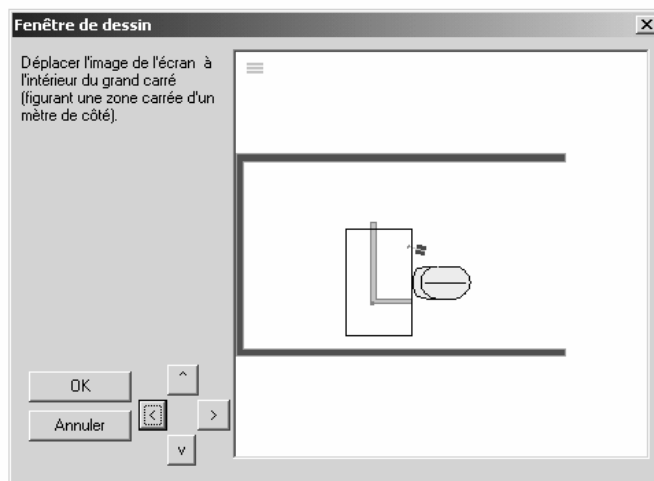 Fenêtre de dessin
Déplacer l'image de l'écran à
l'intérieur du grand carré
(figurant une zone carrée d'un
mètre de côté).
OK
^
Annuler
<
>
v